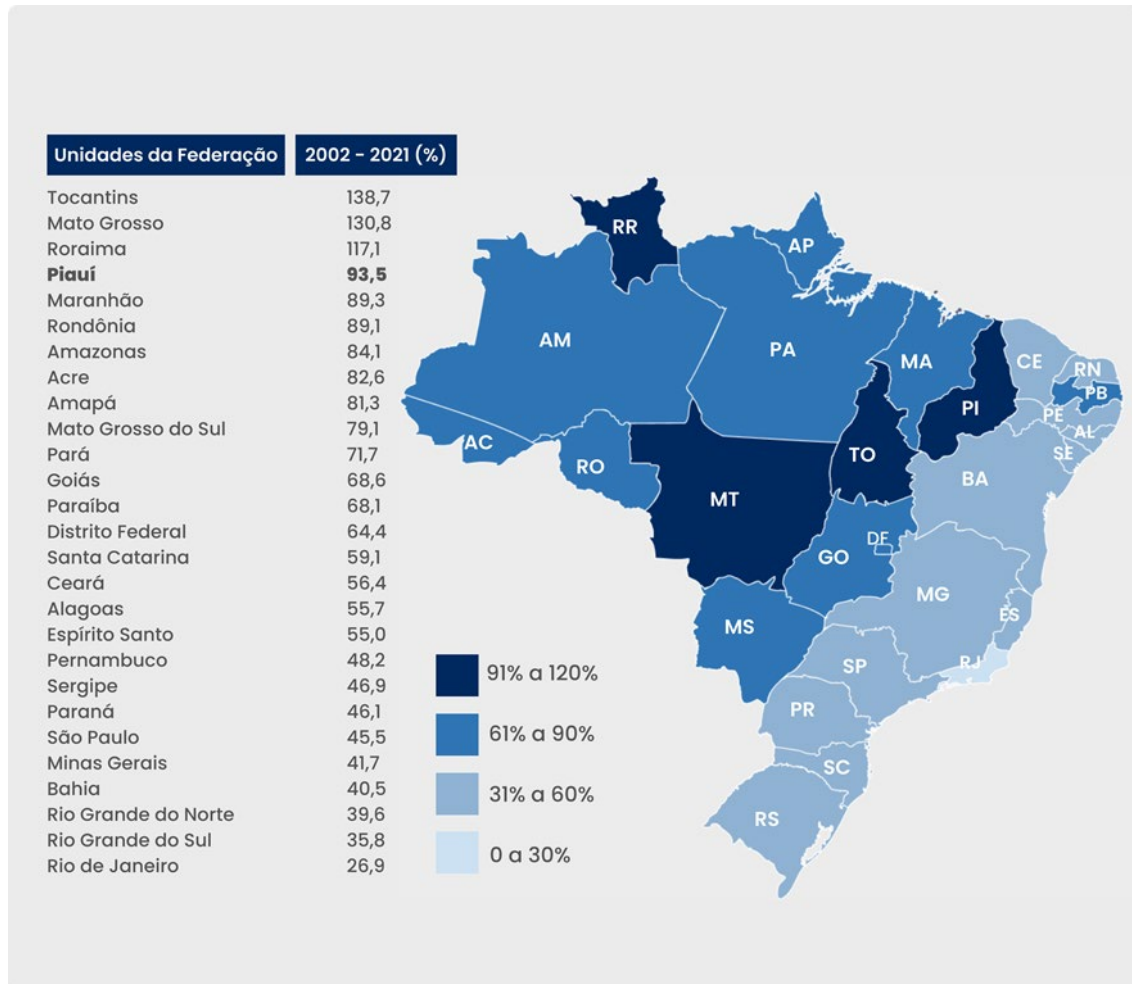 Unidades da Federação 2002 - 2021 (%)
Tocantins 138,7
Mato Grosso 130,8
Roraima 117,1
Piauí 93,5
Maranhão 89,3
Rondônia 89,1
Amazonas 84,1
Acre 82,6
Amapá 81,3
Mato Grosso do Sul 79,1
Pará 71,7
Goiás 68,6
Paraíba 68,1
Distrito Federal 64,4
Santa Catarina 59,1
Ceará 56,4
Alagoas 55,7
Espírito Santo 55,0
Pernambuco 48,2
Sergipe 46,9
Paraná 46,1
São Paulo 45,5
Minas Gerais 41,7
Bahia 40,5
Rio Grande do Norte 39,6
Rio Grande do Sul 35,8
Rio de Janeiro 26,9
91% a 120%
61% a 90%
31% a 60%
0 a 30%
RR
AP
AM
PA
MA
CE
RN
PB
PI
PE
AL
AC
TO
SE
RO
BA
MT
DF
GO
MG
ES
MS
SP
RJ
PR
SC
RS